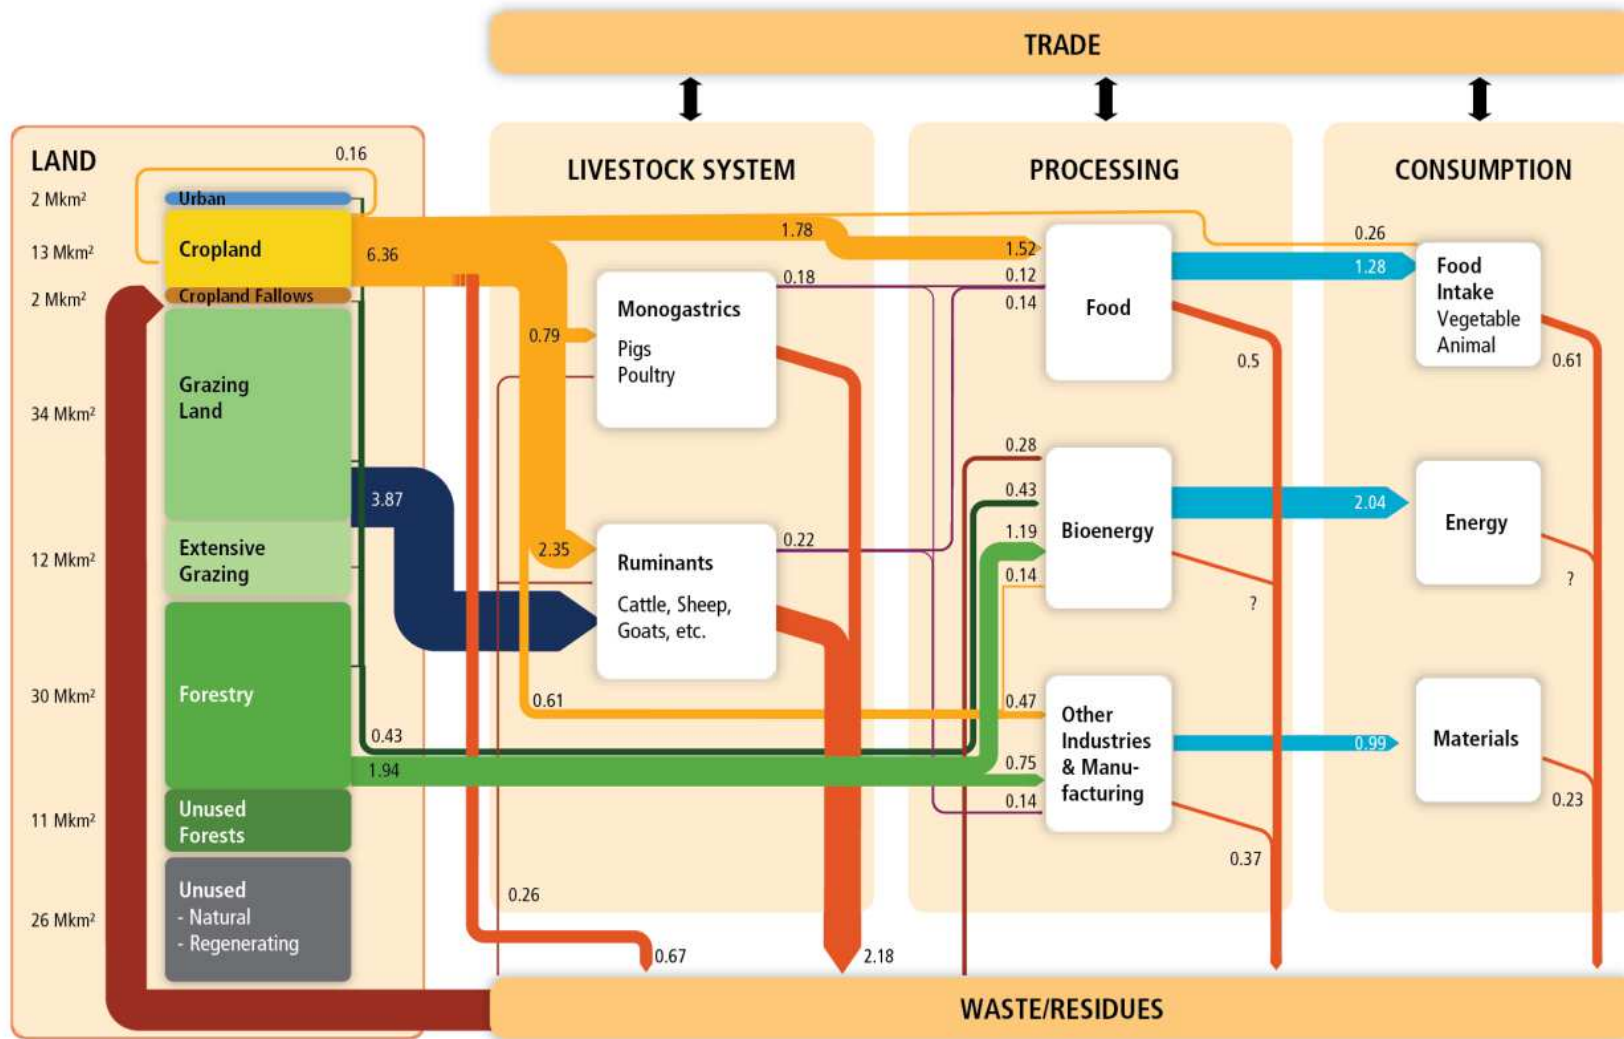 TRADE
LAND
LIVESTOCK SYSTEM
PROCESSING
CONSUMPTION
0.16
2 Mkm²
Urban
13 Mkm²
Cropland
6.36
1.78
1.52
0.26
1.28
2 Mkm²
Cropland Fallows
34 Mkm²
Grazing
Land
3.87
12 Mkm²
Extensive
Grazing
30 Mkm²
Forestry
0.43
1.94
11 Mkm²
Unused
Forests
26 Mkm²
Unused
- Natural
- Regenerating
0.79
Monogastrics
Pigs
Poultry
0.18
2.35
Ruminants
Cattle, Sheep,
Goats, etc.
0.22
0.61
0.26
0.67
2.18
0.12
0.14
Food
0.5
0.28
0.43
1.19
0.14
Bioenergy
?
0.47
0.75
0.14
Other
Industries
& Manu-
facturing
0.37
Food
Intake
Vegetable
Animal
0.61
2.04
Energy
?
0.99
Materials
0.23
WASTE/RESIDUES